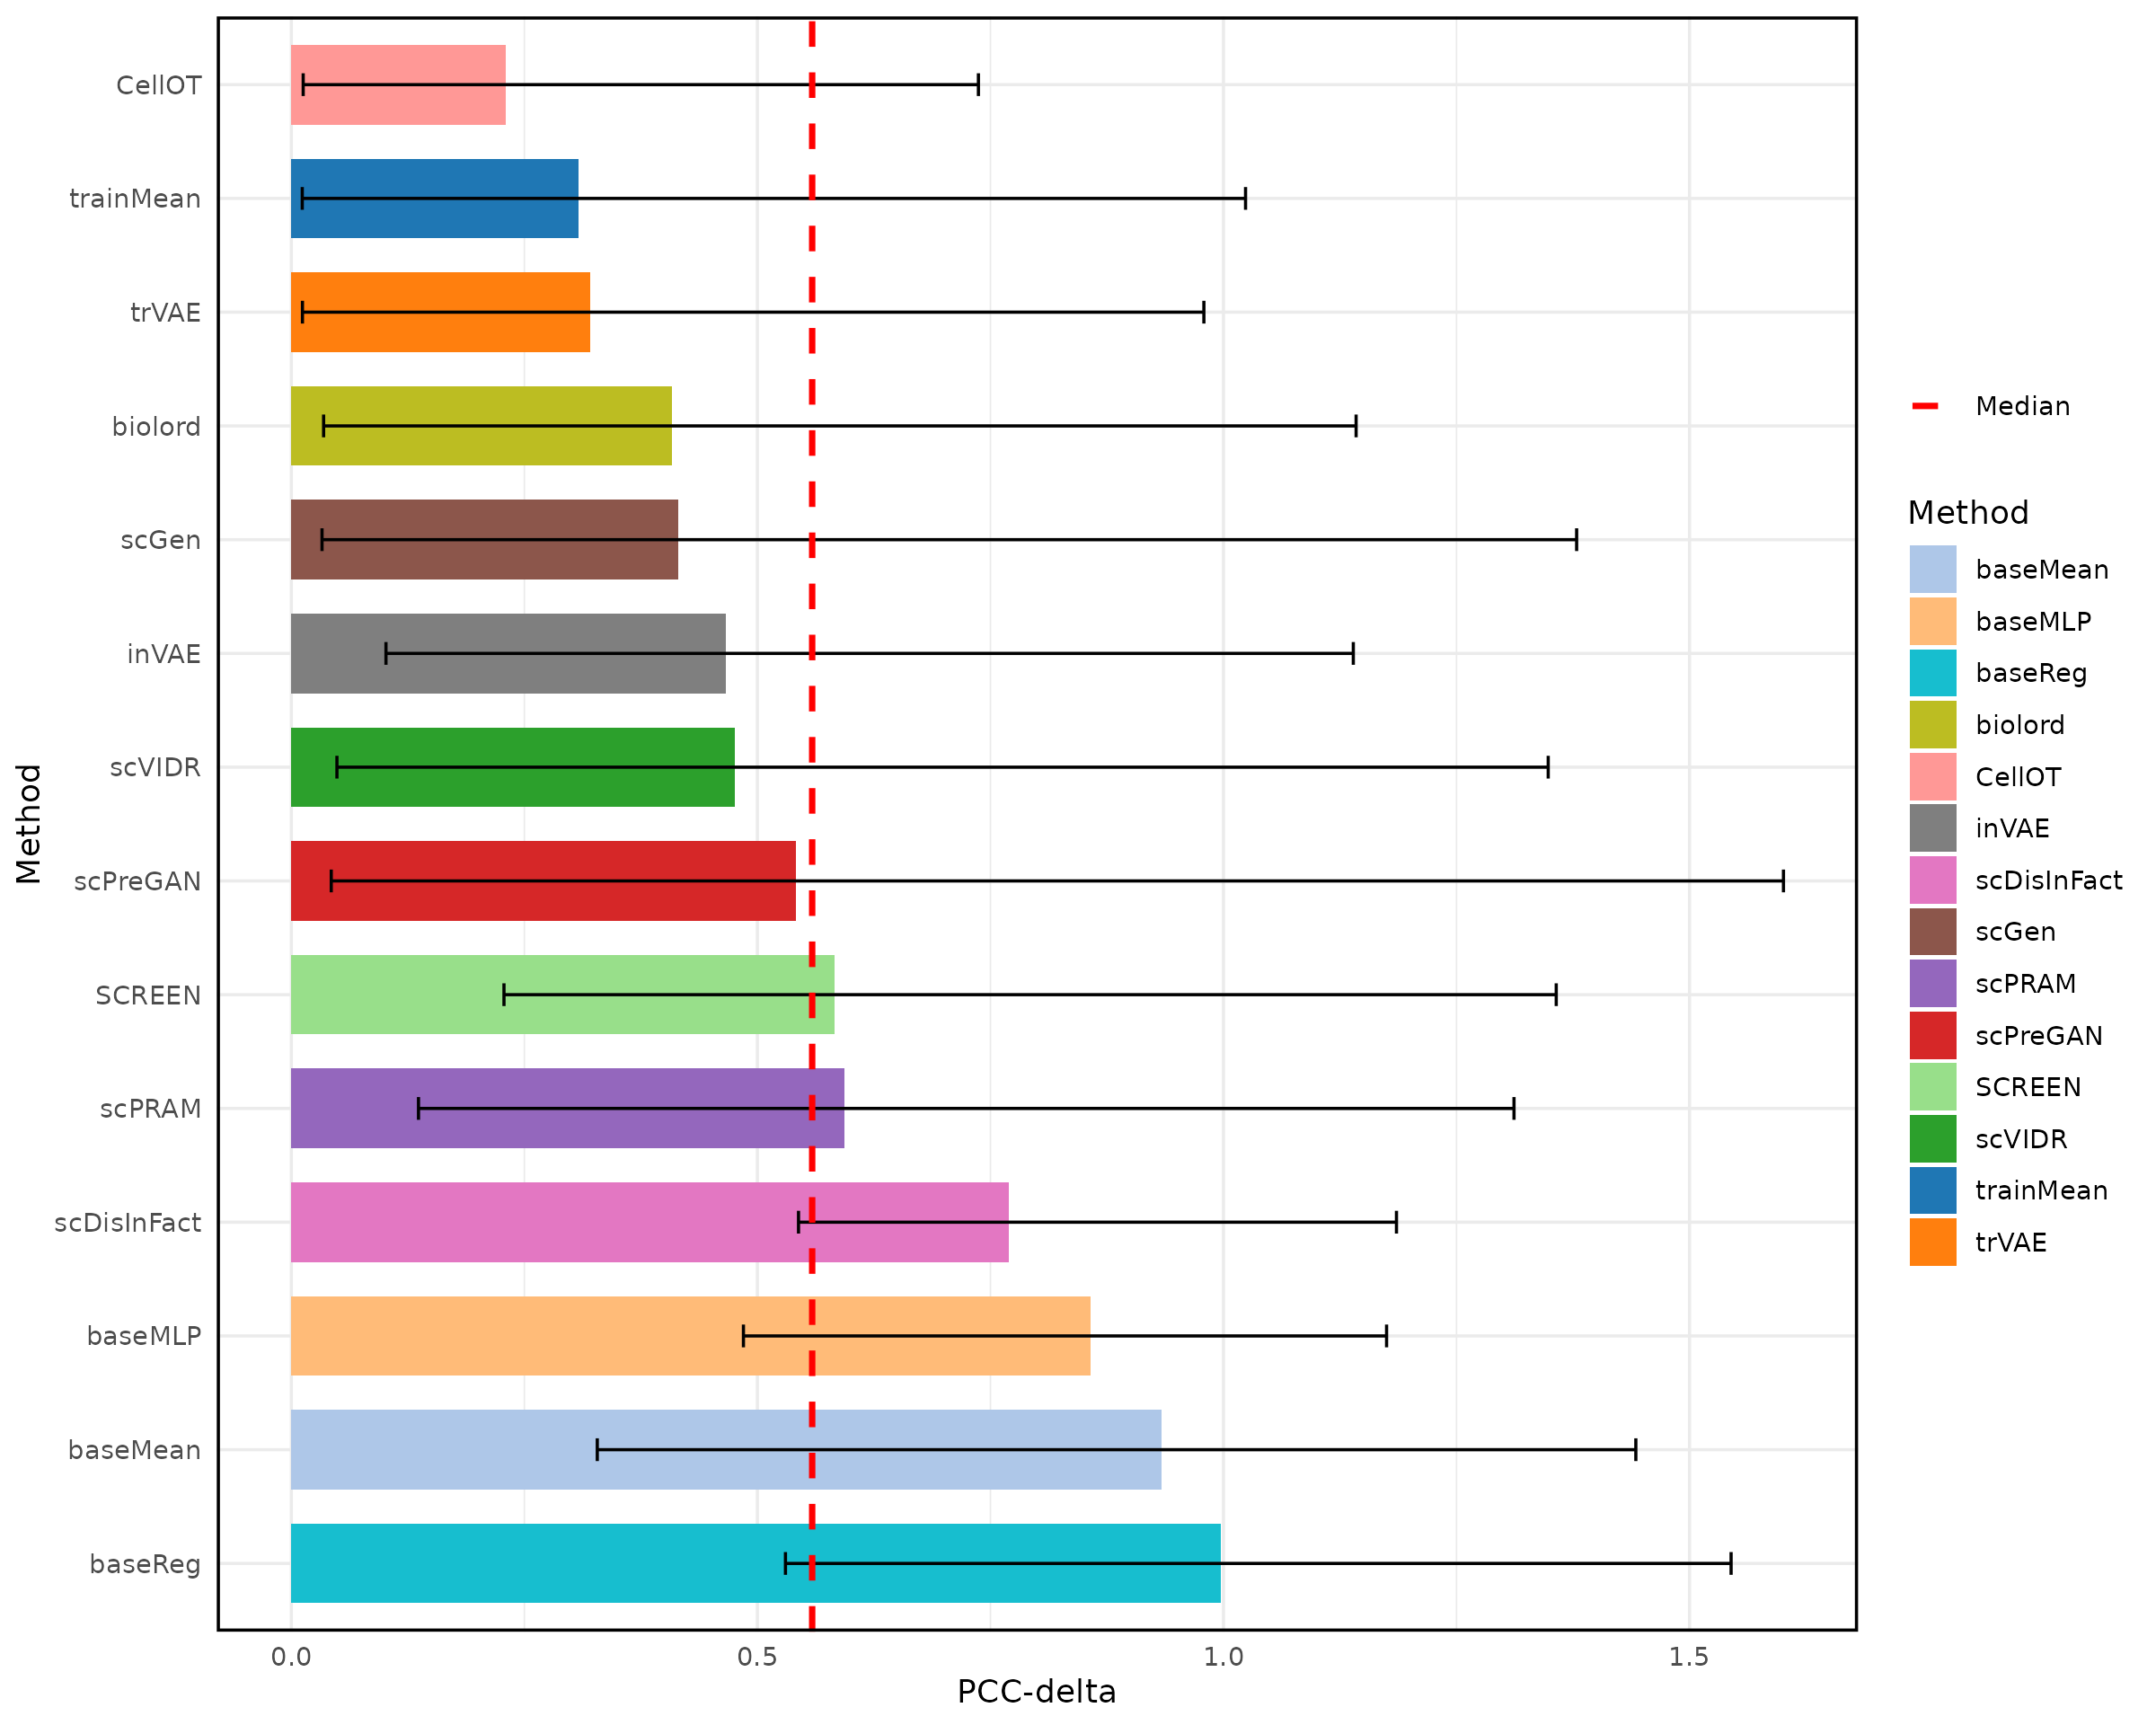 Method
CellOT
trainMean
trVAE
biolord
scGen
inVAE
scVIDR
scPreGAN
SCREEN
scPRAM
scDisInFact
baseMLP
baseMean
baseReg
0.0 0.5 1.0 1.5
PCC-delta
Median
Method
baseMean
baseMLP
baseReg
biolord
CellOT
inVAE
scDisInFact
scGen
scPRAM
scPreGAN
SCREEN
scVIDR
trainMean
trVAE